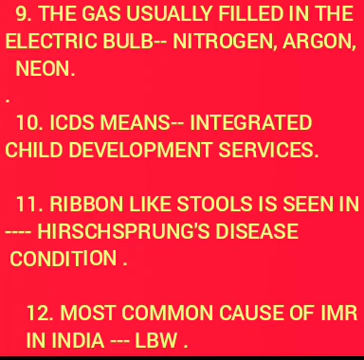 9. THE GAS USUALLY FILLED IN THE
ELECTRIC BULB-- NITROGEN, ARGON,
NEON.
.
10. ICDS MEANS-- INTEGRATED
CHILD DEVELOPMENT SERVICES.
11. RIBBON LIKE STOOLS IS SEEN IN
---- HIRSCHSPRUNG'S DISEASE
CONDITION .
12. MOST COMMON CAUSE OF IMR
IN INDIA --- LBW .